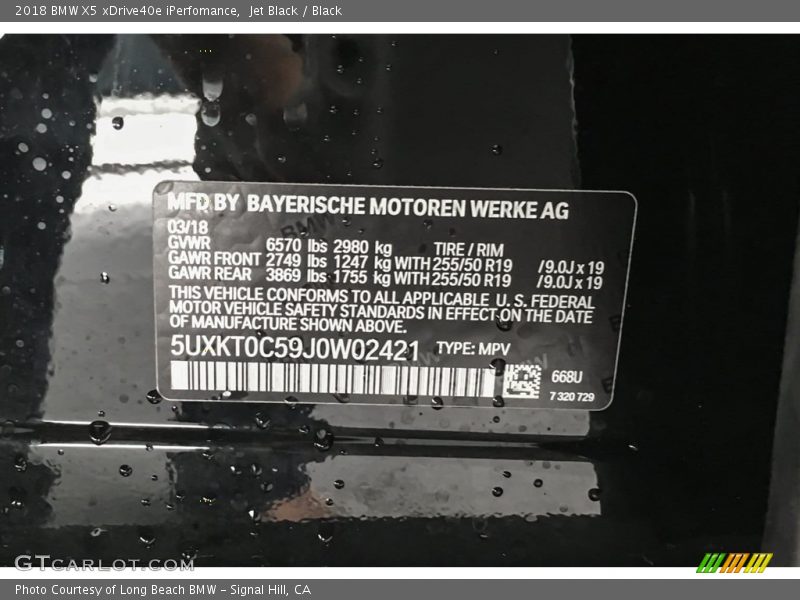 2018 BMW X5 xDrive40e iPerfomance,  Jet Black / Black
MFD BY BAYERISCHE MOTOREN WERKE AG
03/18
GVWR 6570 lbs 2980 kg TIRE / RIM
GAWR FRONT 2749 lbs 1247 kg WITH 255/50 R19 /9.0J x 19
GAWR REAR 3869 lbs 1755 kg WITH 255/50 R19 /9.0J x 19
THIS VEHICLE CONFORMS TO ALL APPLICABLE U.S. FEDERAL
MOTOR VEHICLE SAFETY STANDARDS IN EFFECT ON THE DATE
OF MANUFACTURE SHOWN ABOVE.
5UXKT0C59J0W02421 TYPE: MPV
668U
7 320 729
GTCarLot.com
Photo Courtesy of Long Beach BMW - Signal Hill, CA